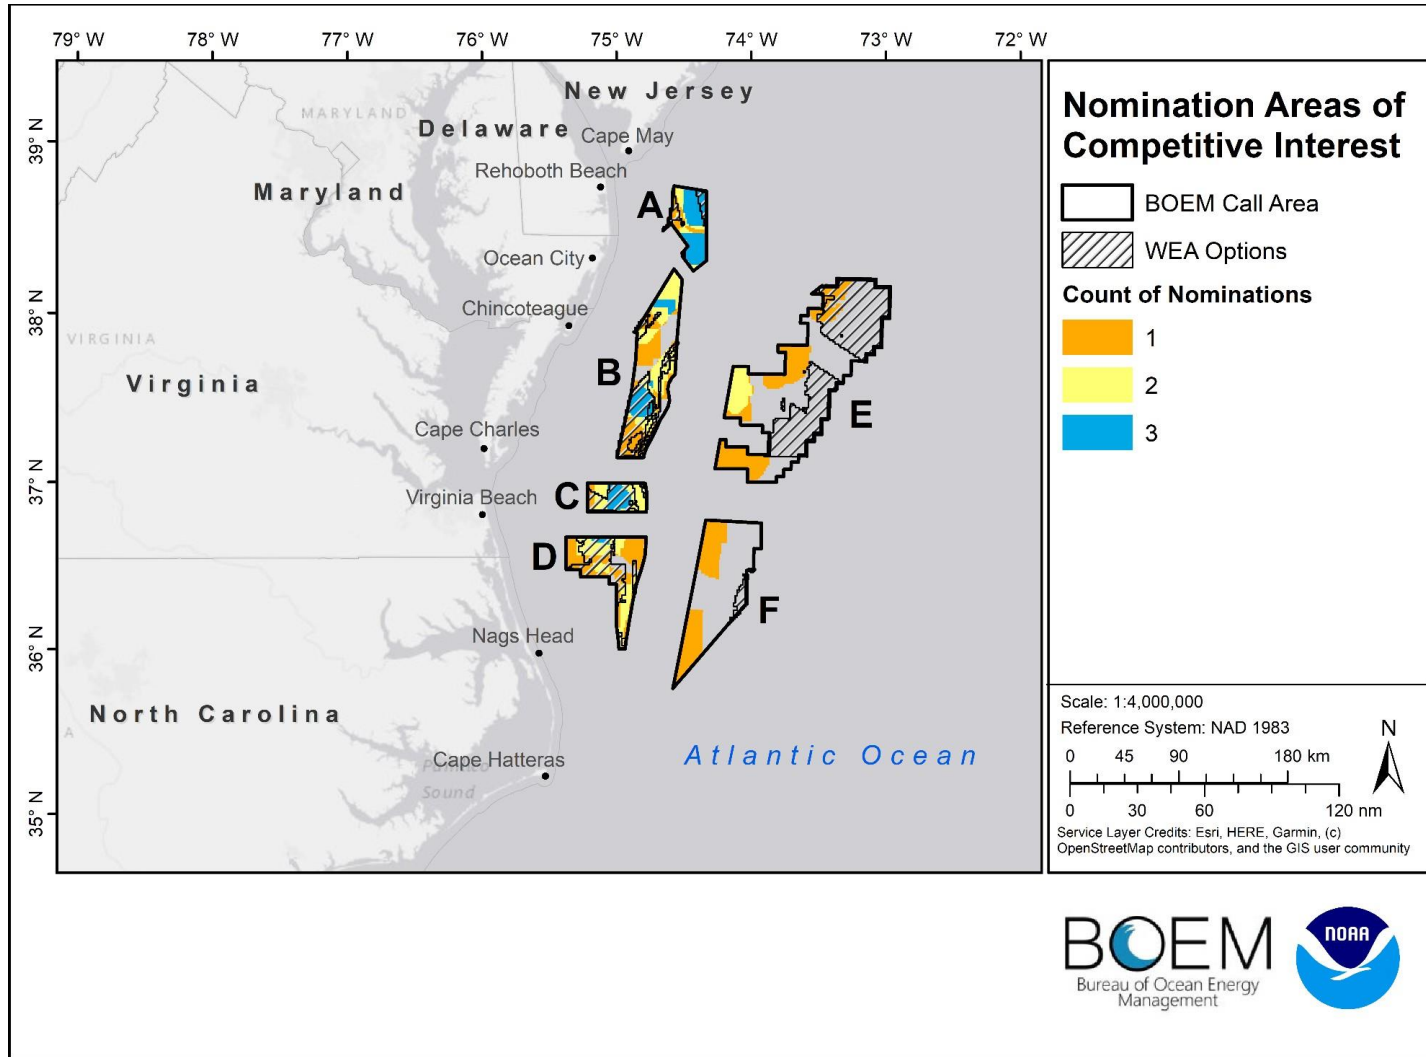 79° W 78° W 77° W 76° W 75° W 74° W 73° W 72° W
39° N
38° N
37° N
36° N
35° N
New Jersey
MARYLAND
Delaware
Cape May
Rehoboth Beach
Maryland
A
Ocean City
Chincoteague
VIRGINIA
Virginia
B
E
Cape Charles
Virginia Beach
C
D
F
Nags Head
North Carolina
A
Cape Hatteras
Pamlico
Sound
Atlantic Ocean
Nomination Areas of
Competitive Interest
BOEM Call Area
WEA Options
Count of Nominations
1
2
3
Scale: 1:4,000,000
Reference System: NAD 1983
N
0 45 90 180 km
0 30 60 120 nm
Service Layer Credits: Esri, HERE, Garmin, (c)
OpenStreetMap contributors, and the GIS user community
BOEM
Bureau of Ocean Energy
Management
NOAA